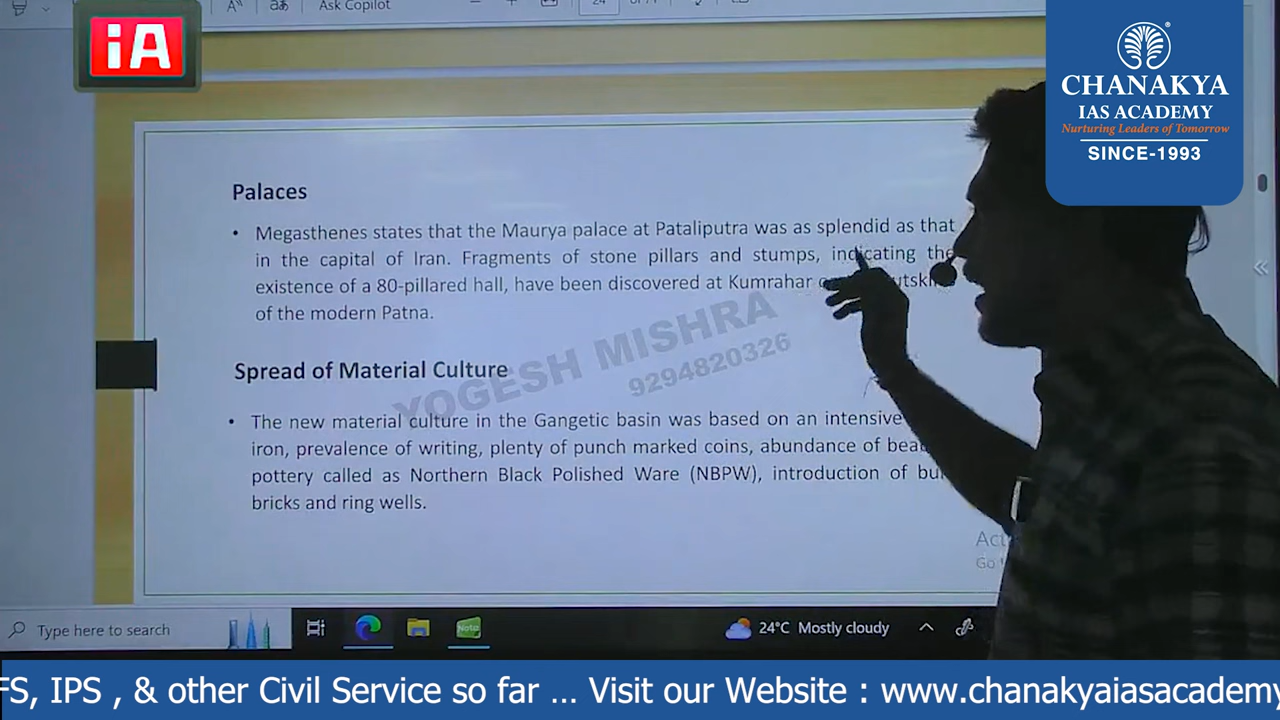 Ask Copilot
iA
CHANAKYA
IAS ACADEMY
Nurturing Leaders of Tomorrow
SINCE-1993
Palaces
• Megasthenes states that the Maurya palace at Pataliputra was as splendid as that
in the capital of Iran. Fragments of stone pillars and stumps, indicating the
existence of a 80-pillared hall, have been discovered at Kumrahar
of the modern Patna.
YOGESH MISHRA
9294820326
Spread of Material Culture
• The new material culture in the Gangetic basin was based on an intensive
iron, prevalence of writing, plenty of punch marked coins, abundance of
pottery called as Northern Black Polished Ware (NBPW), introduction of
bricks and ring wells.
Type here to search
Note
24°C Mostly cloudy
FS, IPS , & other Civil Service so far ... Visit our Website : www.chanakyaiasacademy